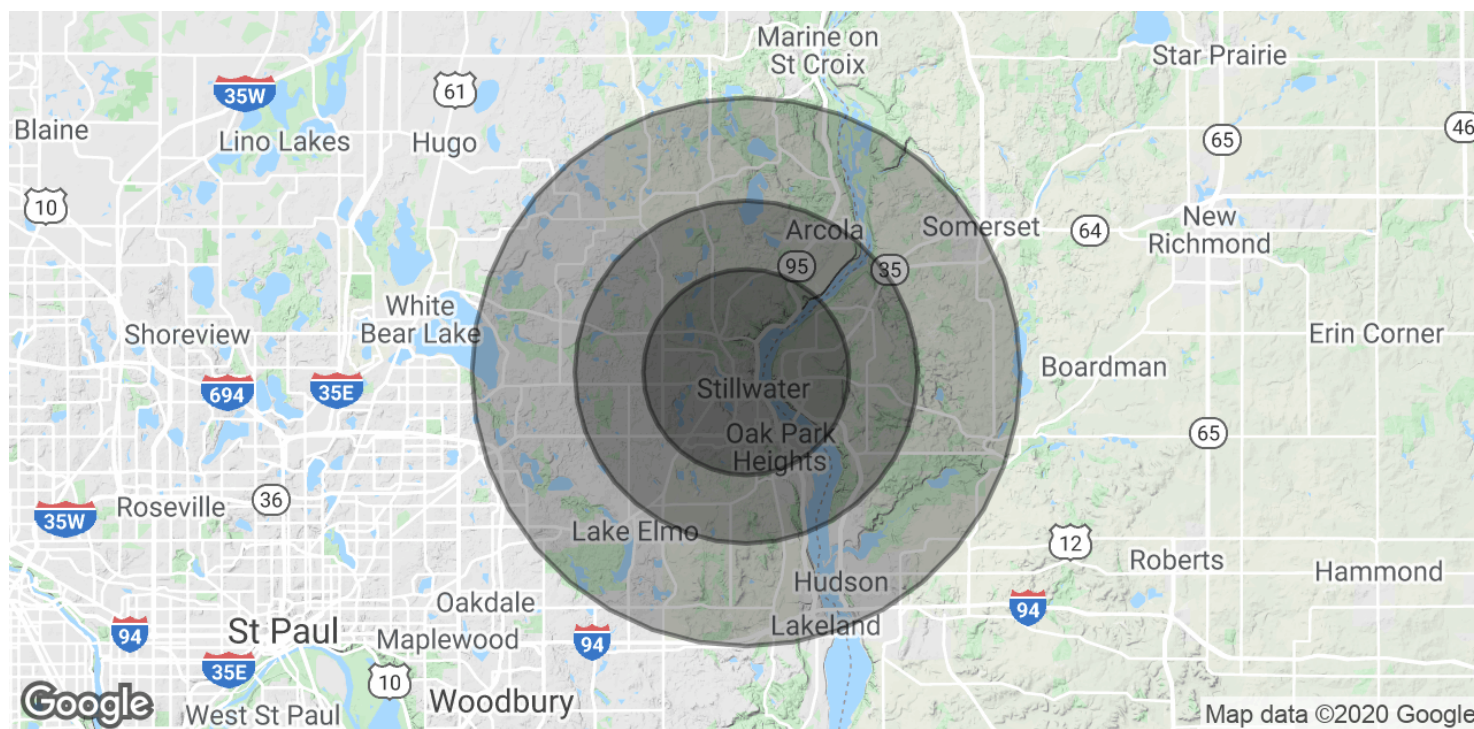 Marine on
St Croix
Star Prairie
35W
61
Blaine
Lino Lakes
Hugo
65
46
10
Arcola
Somerset
64
New
Richmond
95
35
White
Bear Lake
Shoreview
Erin Corner
694
35E
Stillwater
Boardman
Oak Park
Heights
65
36
Roseville
35W
Lake Elmo
12
Roberts
Hammond
Hudson
Oakdale
94
94
St Paul
Maplewood
94
Lakeland
35E
10
Woodbury
Google
West St Paul
Map data ©2020 Google